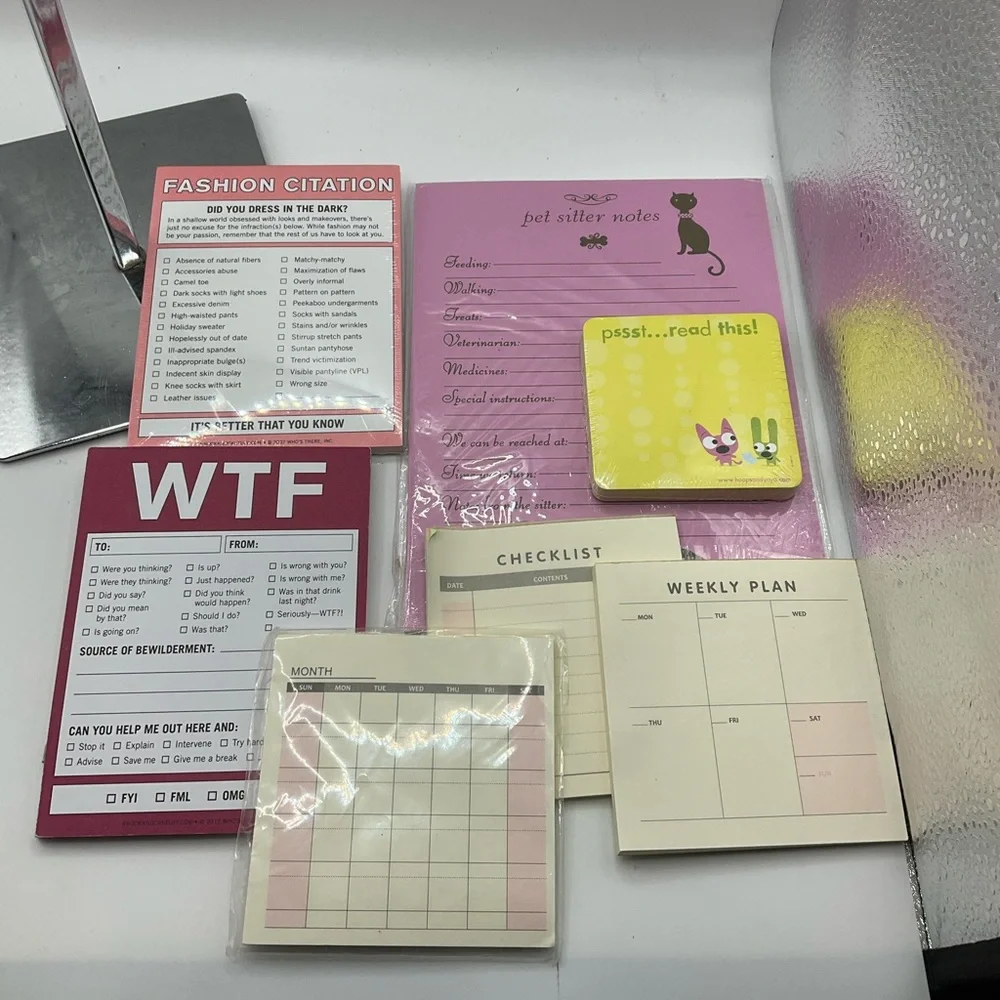 FASHION CITATION
DID YOU DRESS IN THE DARK?
In a shallow world obsessed with looks and makeovers, there's
just no excuse for the infraction(s) below. While fashion may not
be your passion, remember that the rest of us have to look at you.
Absence of natural fibers
Accessories abuse
Camel toe
Dark socks with light shoes
Excessive denim
High-waisted pants
Holiday sweater
Hopelessly out of date
Ill-advised spandex
Inappropriate bulge(s)
Indecent skin display
Knee socks with skirt
Leather issues
Matchy-matchy
Maximization of flaws
Overly informal
Pattern on pattern
Peekaboo undergarments
Socks with sandals
Stains and/or wrinkles
Stirrup stretch pants
Suntan pantyhose
Trend victimization
Visible pantyline (VPL)
Wrong size
IT'S BETTER THAT YOU KNOW
WHO'S THERE, INC.
pet sitter notes
Feeding:
Walking:
Treats:
Veterinarian:
Medicines:
Special instructions:
We can be reached at:
the sitter:
pssst...read this!
WTF
TO: FROM:
Were you thinking?
Were they thinking?
Did you say?
Did you mean
by that?
Is going on?
Is up?
Just happened?
Did you think
would happen?
Should I do?
Was that?
Is wrong with you?
Is wrong with me?
Was in that drink
last night?
Seriously—WTF?!
SOURCE OF BEWILDERMENT:
CAN YOU HELP ME OUT HERE AND:
Stop it Explain Intervene Try hard
Advise Save me Give me a break
FYI FML OMG
CHECKLIST
DATE CONTENTS
WEEKLY PLAN
MON TUE WED
THU FRI SAT
SUN
MONTH
SUN MON TUE WED THU FRI SAT